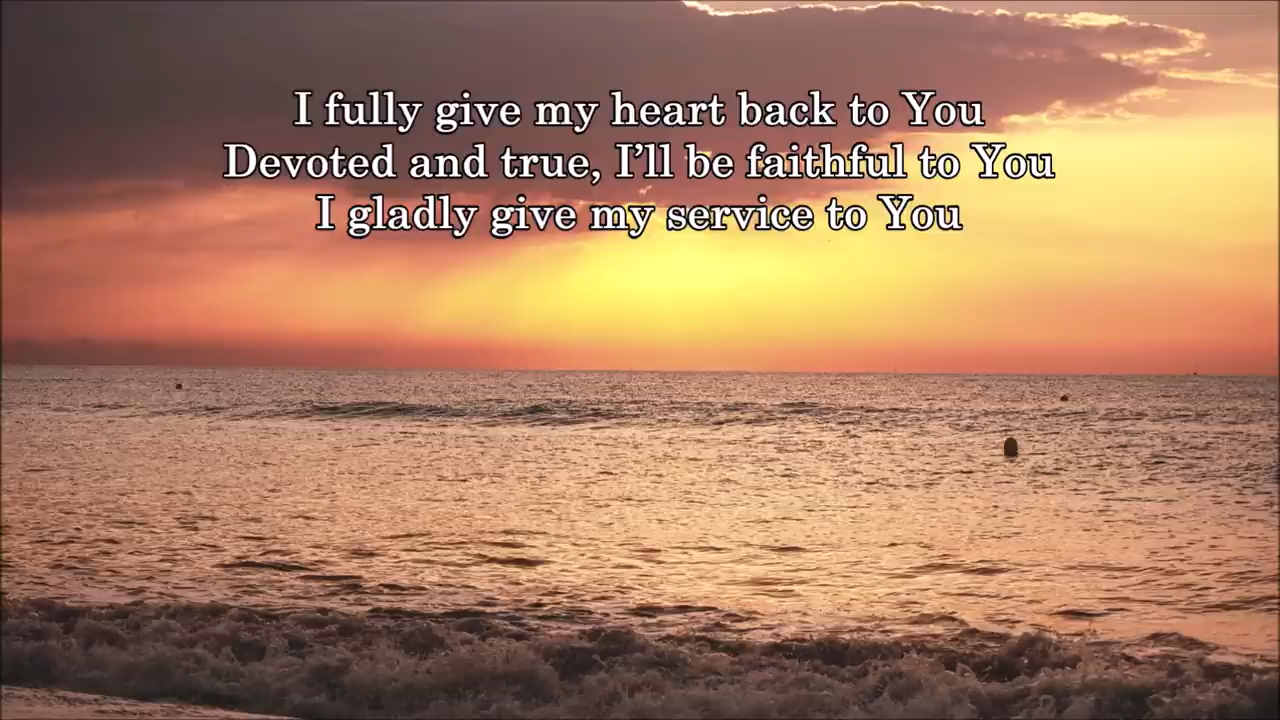 I fully give my heart back to You
Devoted and true, I’ll be faithful to You
I gladly give my service to You